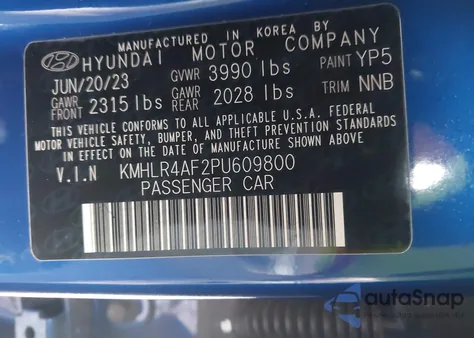 MANUFACTURED IN KOREA BY
HYUNDAI MOTOR COMPANY
JUN/20/23 GVWR 3990 lbs PAINT YP5
GAWR FRONT 2315 lbs GAWR REAR 2028 lbs TRIM NNB
THIS VEHICLE CONFORMS TO ALL APPLICABLE U.S. FEDERAL
MOTOR VEHICLE SAFETY, BUMPER, AND THEFT PREVENTION STANDARDS
IN EFFECT ON THE DATE OF MANUFACTURE SHOWN ABOVE.
V.I.N KMHLR4AF2PU609800
PASSENGER CAR
autoSnap